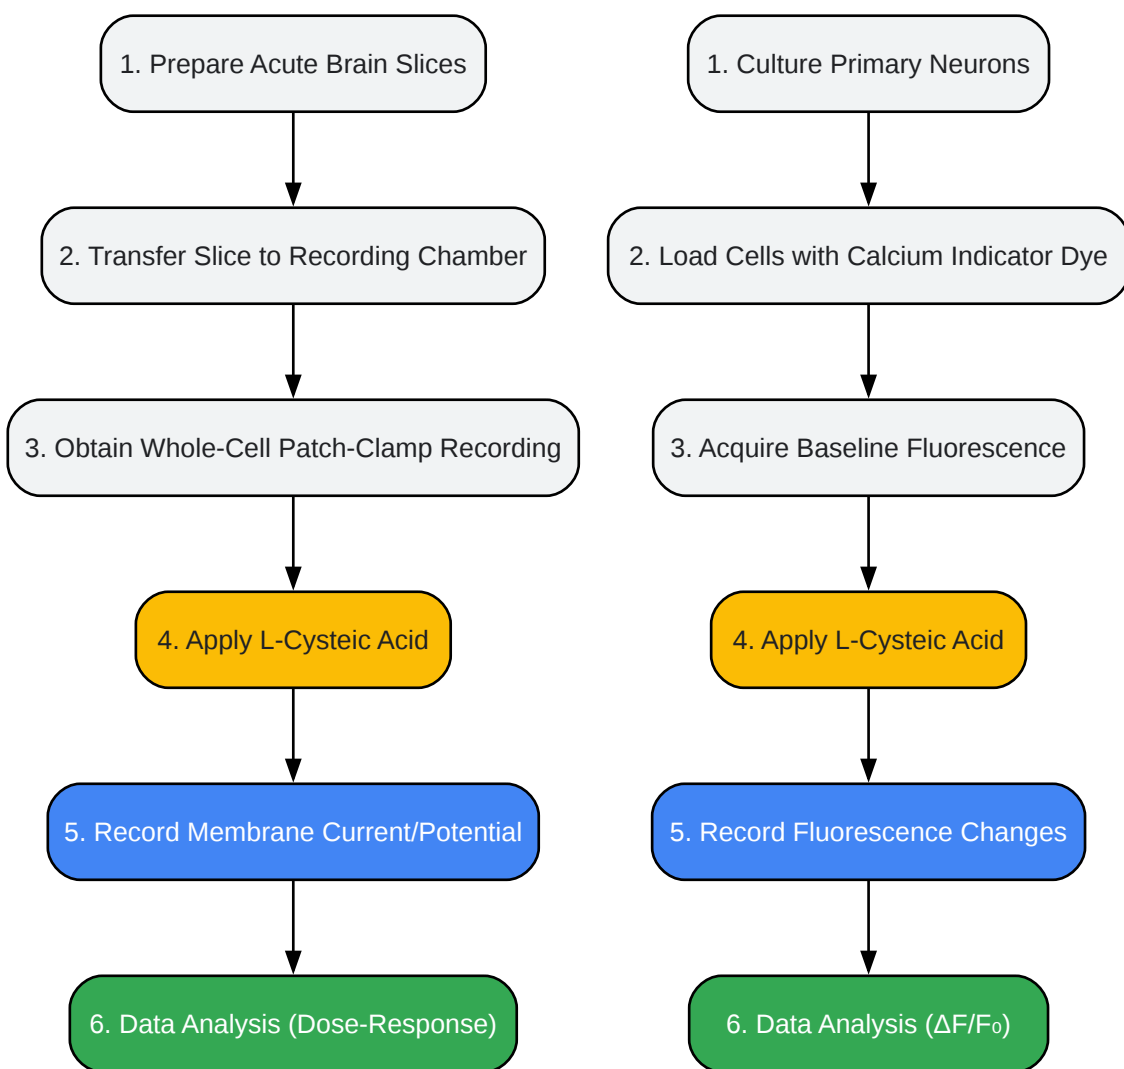 1. Prepare Acute Brain Slices
2. Transfer Slice to Recording Chamber
3. Obtain Whole-Cell Patch-Clamp Recording
4. Apply L-Cysteic Acid
5. Record Membrane Current/Potential
6. Data Analysis (Dose-Response)
1. Culture Primary Neurons
2. Load Cells with Calcium Indicator Dye
3. Acquire Baseline Fluorescence
4. Apply L-Cysteic Acid
5. Record Fluorescence Changes
6. Data Analysis (ΔF/F₀)